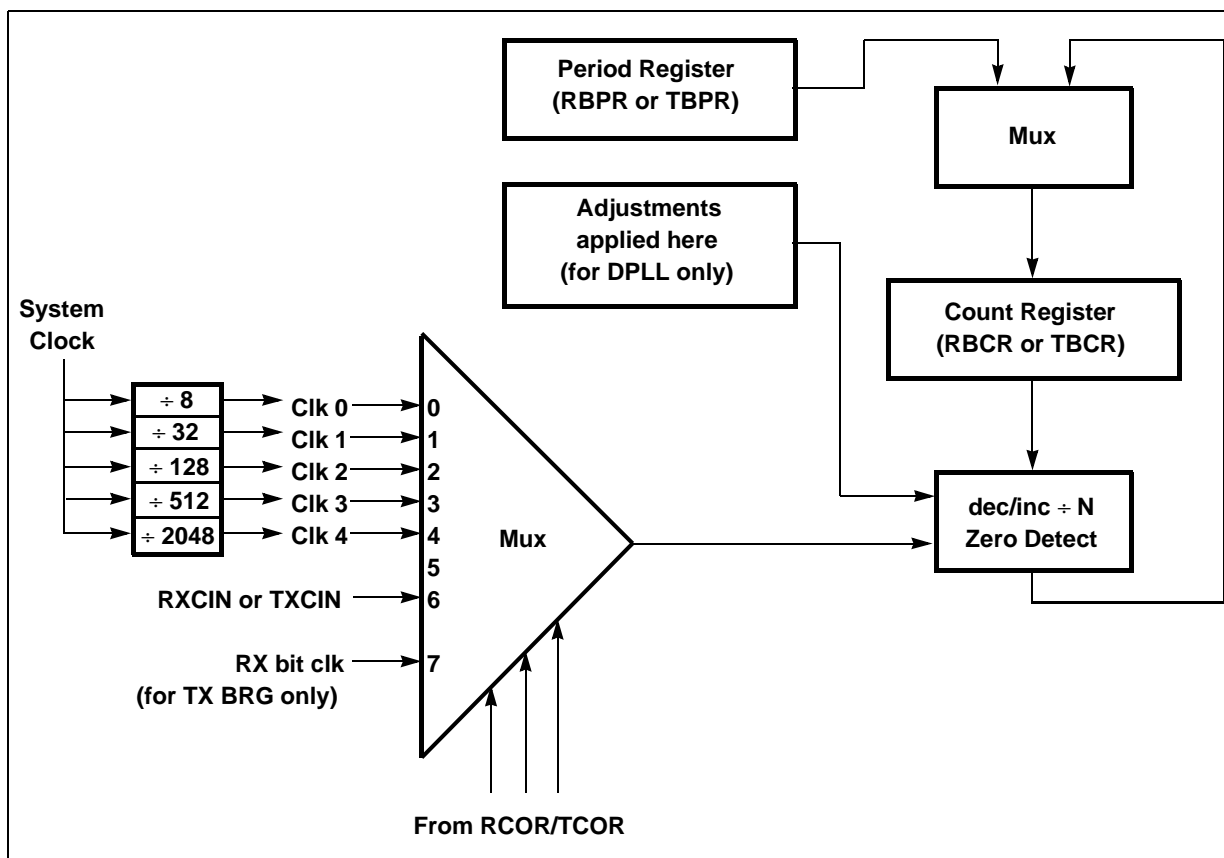 Period Register
(RBPR or TBPR)
Mux
Adjustments
applied here
(for DPLL only)
Count Register
(RBCR or TBCR)
System
Clock
÷ 8
Clk 0
0
÷ 32
Clk 1
1
÷ 128
Clk 2
2
÷ 512
Clk 3
3
÷ 2048
Clk 4
4
Mux
5
RXCIN or TXCIN
6
RX bit clk
(for TX BRG only)
7
dec/inc ÷ N
Zero Detect
From RCOR/TCOR